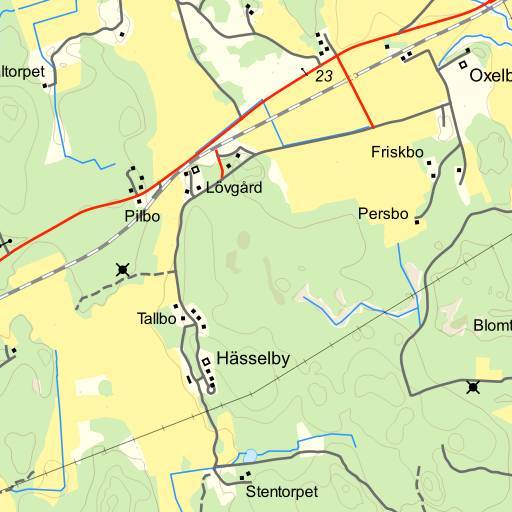 ltorpet
23
Oxelb
Friskbo
Lövgård
Pilbo
Persbo
Tallbo
Blomt
Hässelby
Stentorpet